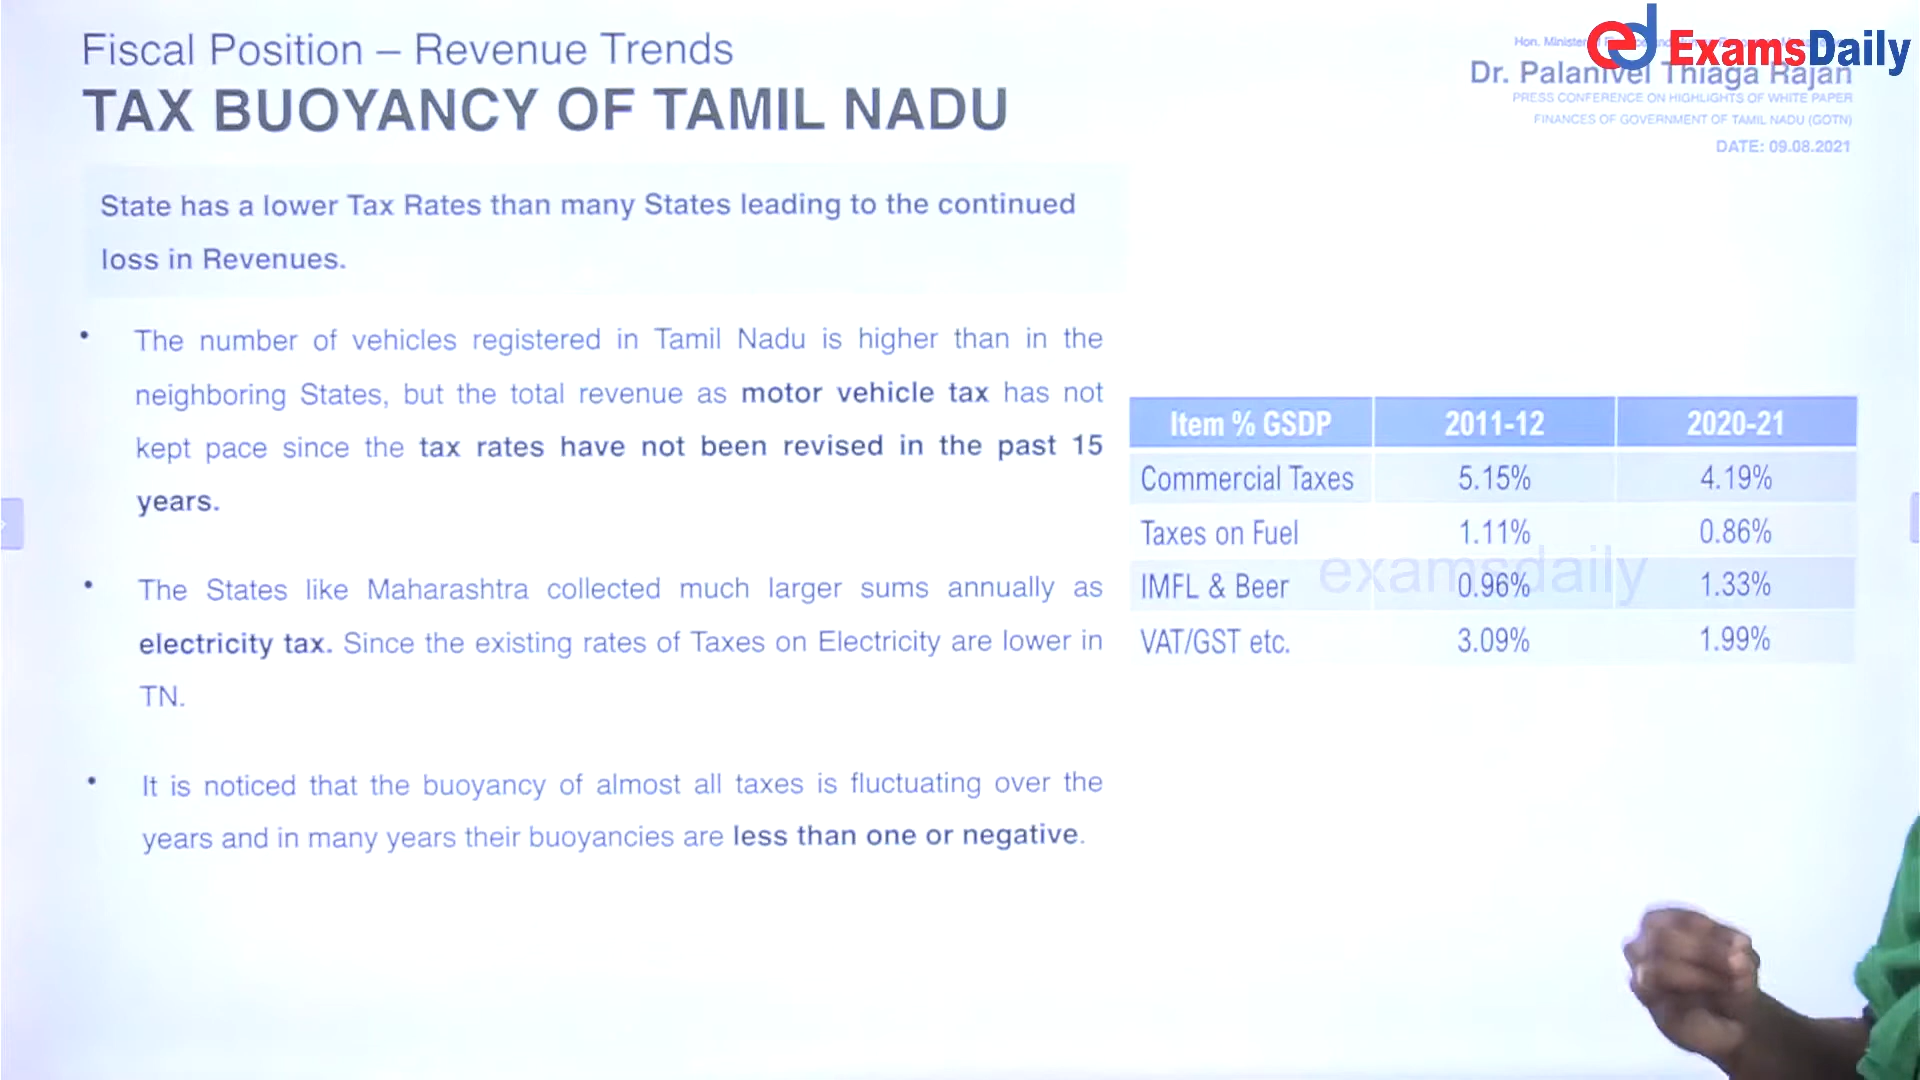 Fiscal Position – Revenue Trends
TAX BUOYANCY OF TAMIL NADU
Hon. Minister
ExamsDaily
Dr. Palanivel Thiaga Rajan
PRESS CONFERENCE ON HIGHLIGHTS OF WHITE PAPER
FINANCES OF GOVERNMENT OF TAMIL NADU (GOTN)
DATE: 09.08.2021
State has a lower Tax Rates than many States leading to the continued
loss in Revenues.
• The number of vehicles registered in Tamil Nadu is higher than in the
neighboring States, but the total revenue as motor vehicle tax has not
kept pace since the tax rates have not been revised in the past 15
years.
• The States like Maharashtra collected much larger sums annually as
electricity tax. Since the existing rates of Taxes on Electricity are lower in
TN.
• It is noticed that the buoyancy of almost all taxes is fluctuating over the
years and in many years their buoyancies are less than one or negative.
Item % GSDP 2011-12 2020-21
Commercial Taxes 5.15% 4.19%
Taxes on Fuel 1.11% 0.86%
IMFL & Beer 0.96% 1.33%
VAT/GST etc. 3.09% 1.99%
examsdaily